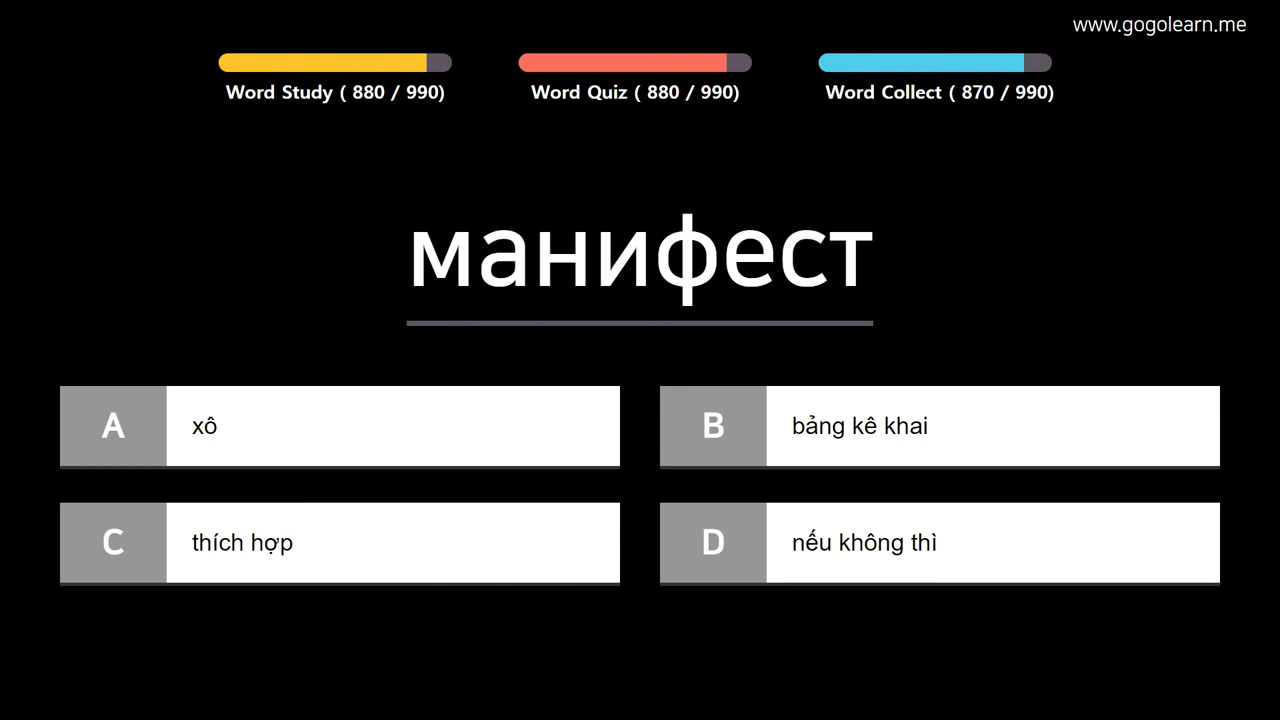 www.gogolearn.me
Word Study ( 880 / 990)
Word Quiz ( 880 / 990)
Word Collect ( 870 / 990)
манифест
A xô
B bảng kê khai
C thích hợp
D nếu không thì